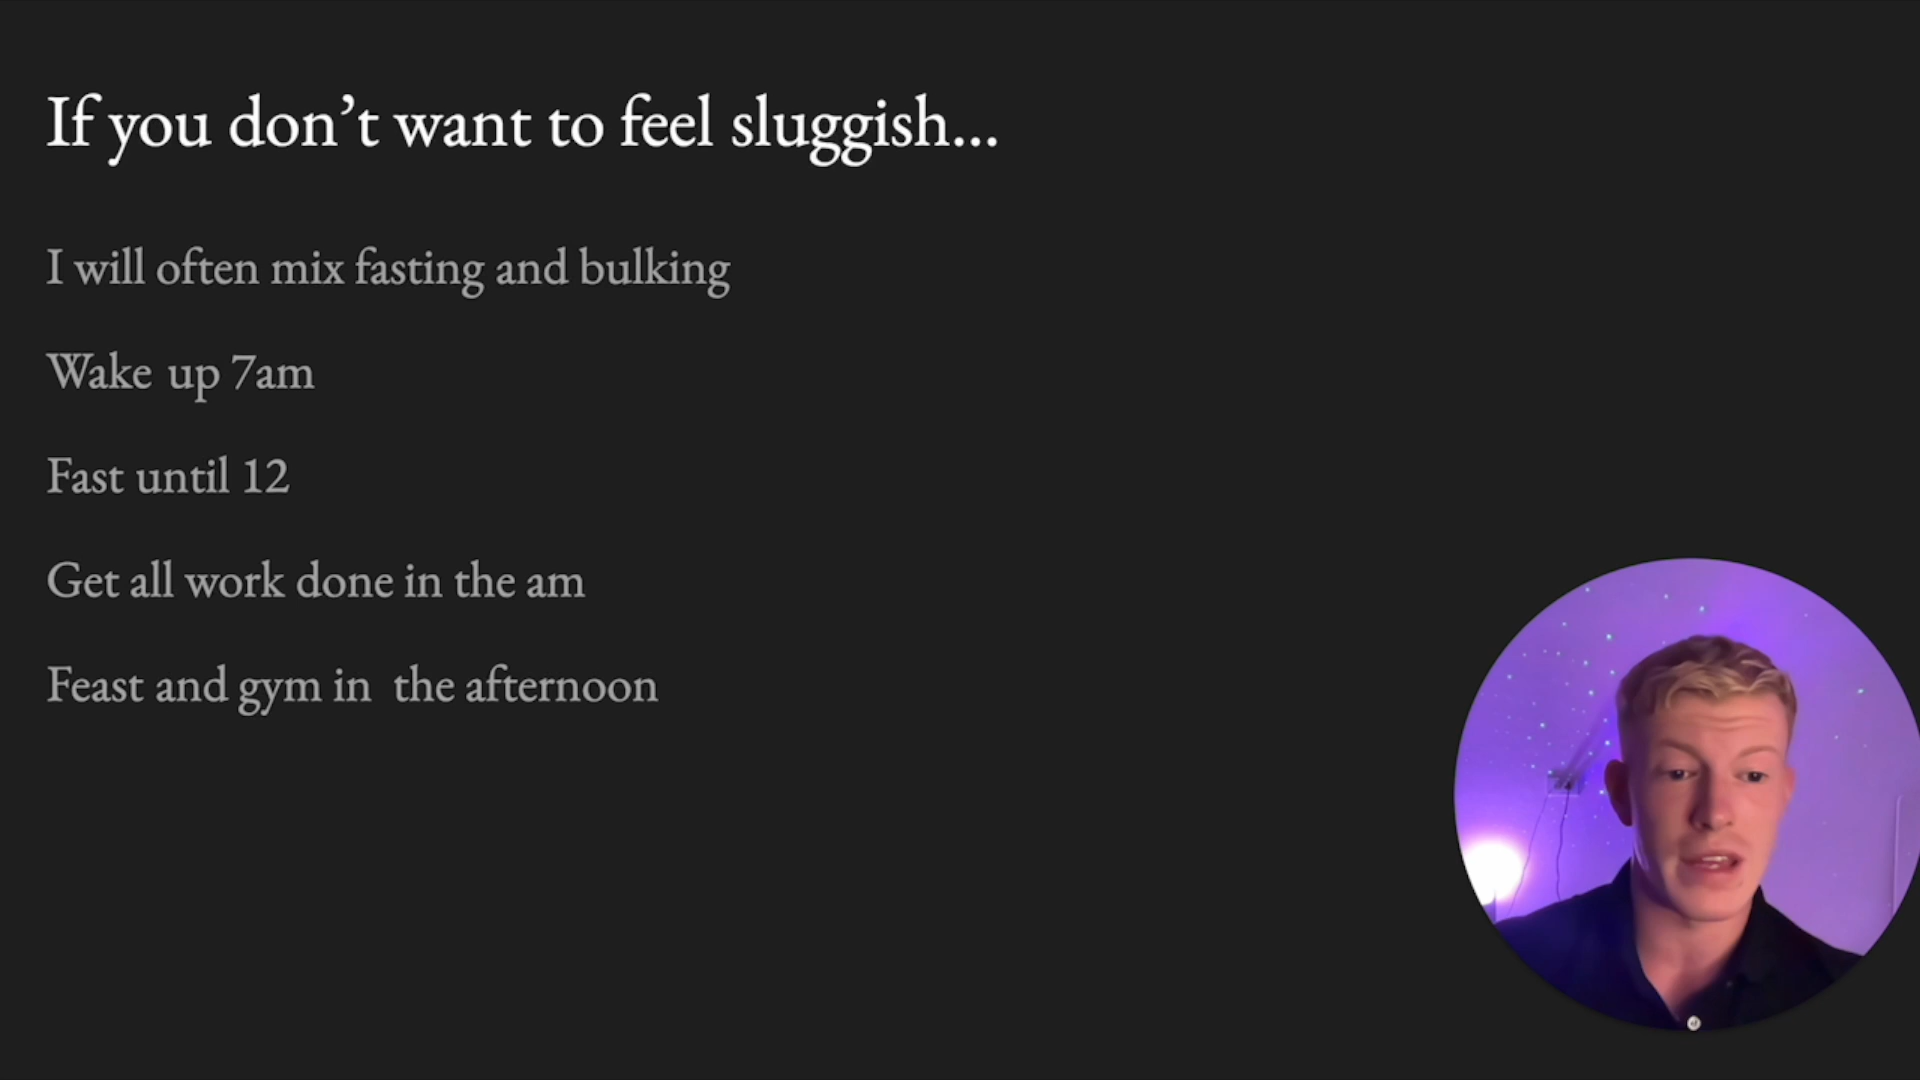 If you don’t want to feel sluggish...
I will often mix fasting and bulking
Wake up 7am
Fast until 12
Get all work done in the am
Feast and gym in  the afternoon